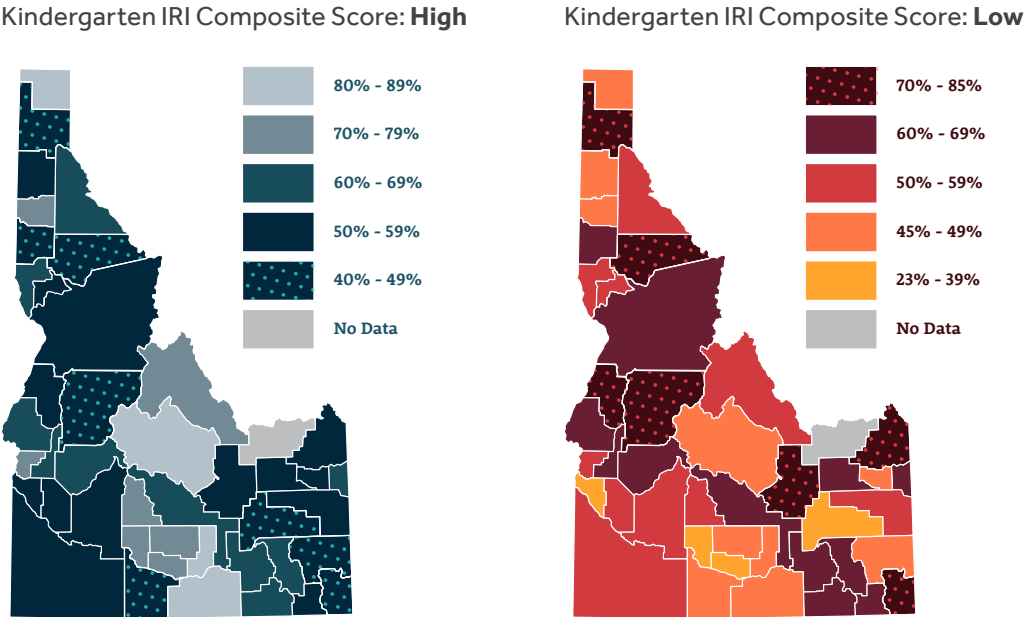 Kindergarten IRI Composite Score: High
80% - 89%
70% - 79%
60% - 69%
50% - 59%
40% - 49%
No Data
Kindergarten IRI Composite Score: Low
70% - 85%
60% - 69%
50% - 59%
45% - 49%
23% - 39%
No Data